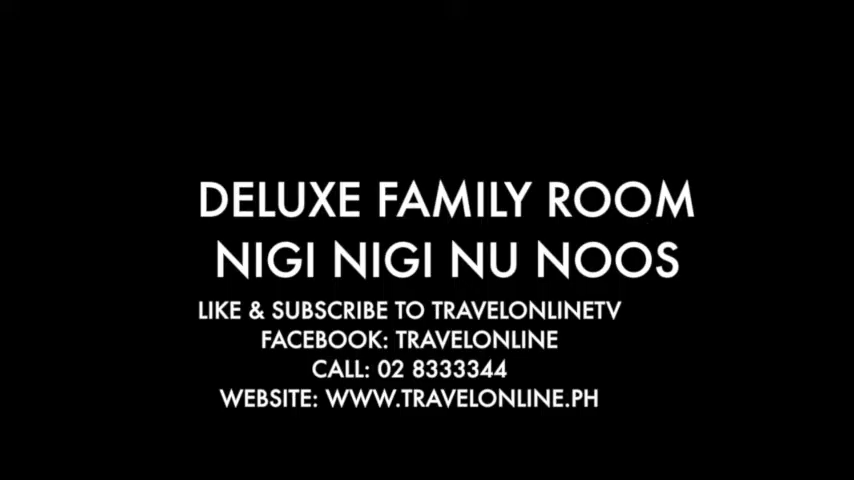 DELUXE FAMILY ROOM
NIGI NIGI NU NOOS
LIKE & SUBSCRIBE TO TRAVELONLINETV
FACEBOOK: TRAVELONLINE
CALL: 02 8333344
WEBSITE: WWW.TRAVELONLINE.PH